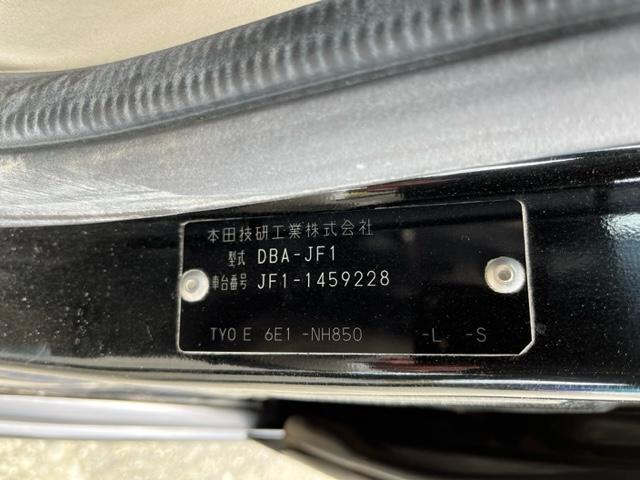 本田技研工業株式会社
型式 DBA-JF1
車台番号 JF1-1459228
TYO E 6E1 -NH850 -L -S